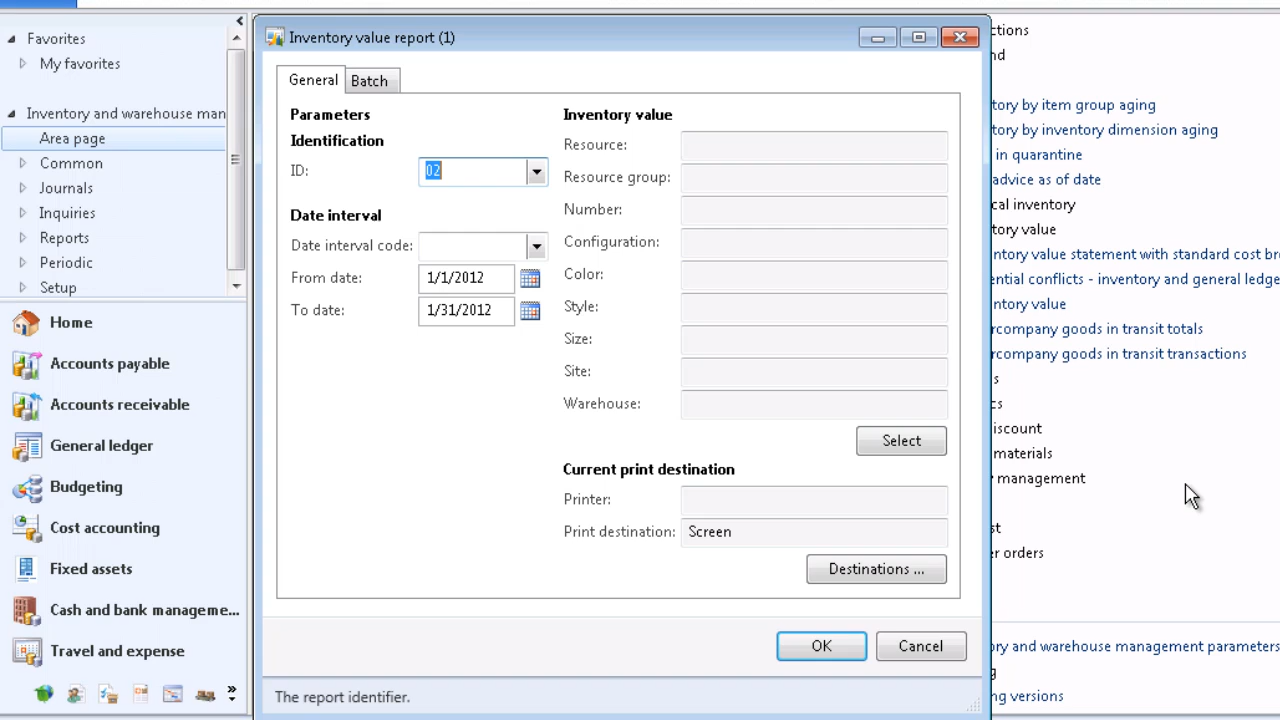 Favorites
My favorites
Inventory and warehouse man
Area page
Common
Journals
Inquiries
Reports
Periodic
Setup
Home
Accounts payable
Accounts receivable
General ledger
Budgeting
Cost accounting
Fixed assets
Cash and bank manageme...
Travel and expense
Inventory value report (1)
General
Batch
Parameters
Identification
ID:
02
Date interval
Date interval code:
From date:
1/1/2012
To date:
1/31/2012
Inventory value
Resource:
Resource group:
Number:
Configuration:
Color:
Style:
Size:
Site:
Warehouse:
Select
Current print destination
Printer:
Print destination:
Screen
Destinations ...
OK
Cancel
The report identifier.
ctions
nd
tory by item group aging
tory by inventory dimension aging
in quarantine
advice as of date
cal inventory
tory value
ntory value statement with standard cost bre
ential conflicts - inventory and general ledge
ntory value
rcompany goods in transit totals
rcompany goods in transit transactions
s
cs
iscount
materials
management
st
er orders
ory and warehouse management parameters
g
ng versions